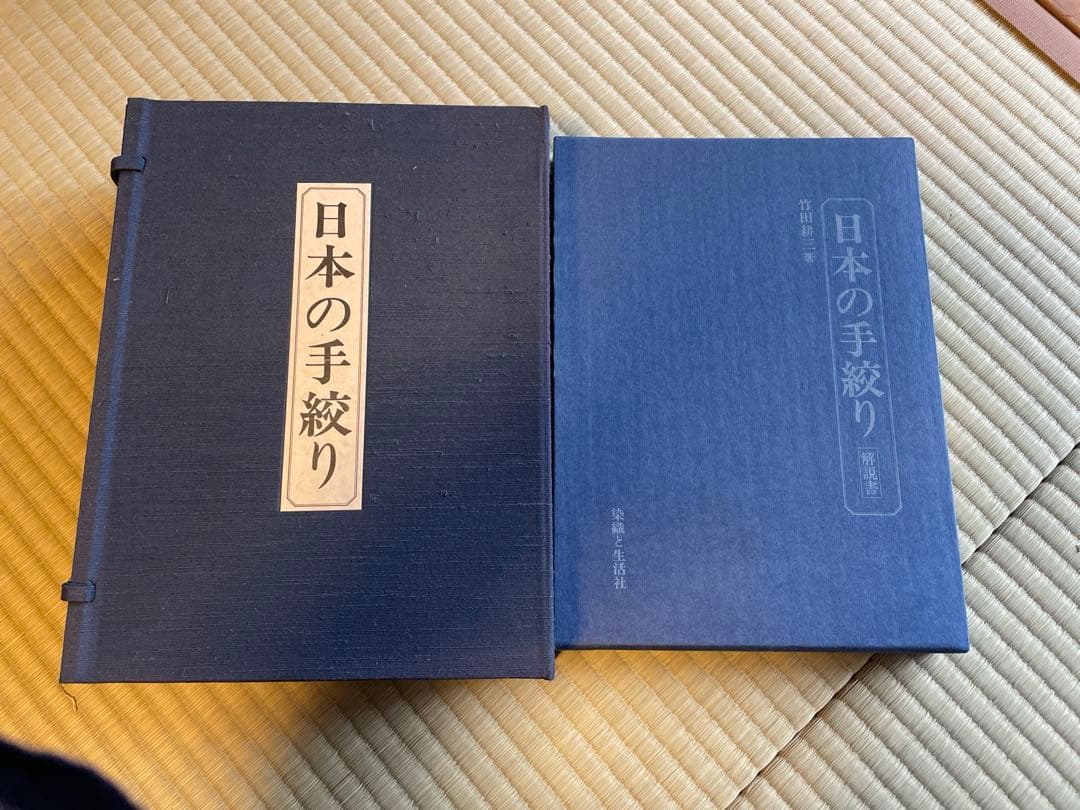 日本の手絞り
日本の手絞り
解説書
竹田耕三著
染織と生活社